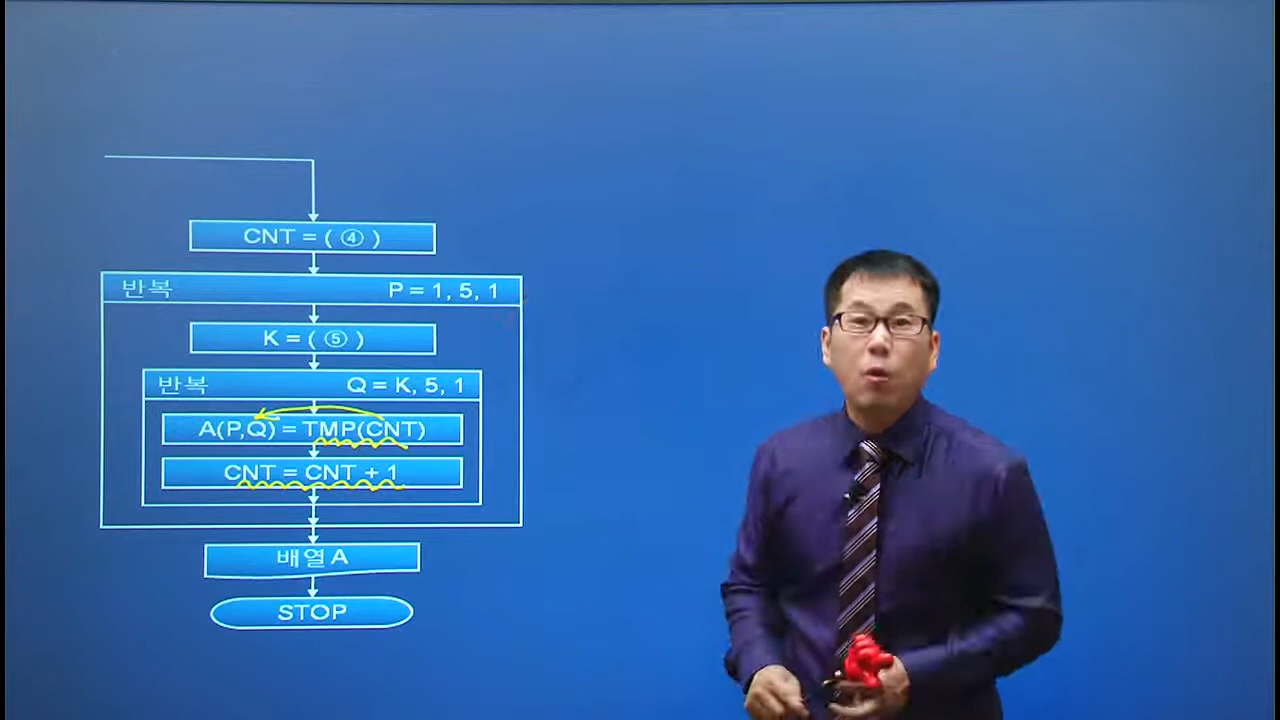 CNT = ( ④ )
반복 P = 1, 5, 1
K = ( ⑤ )
반복 Q = K, 5, 1
A(P,Q) = TMP(CNT)
CNT = CNT + 1
배열 A
STOP